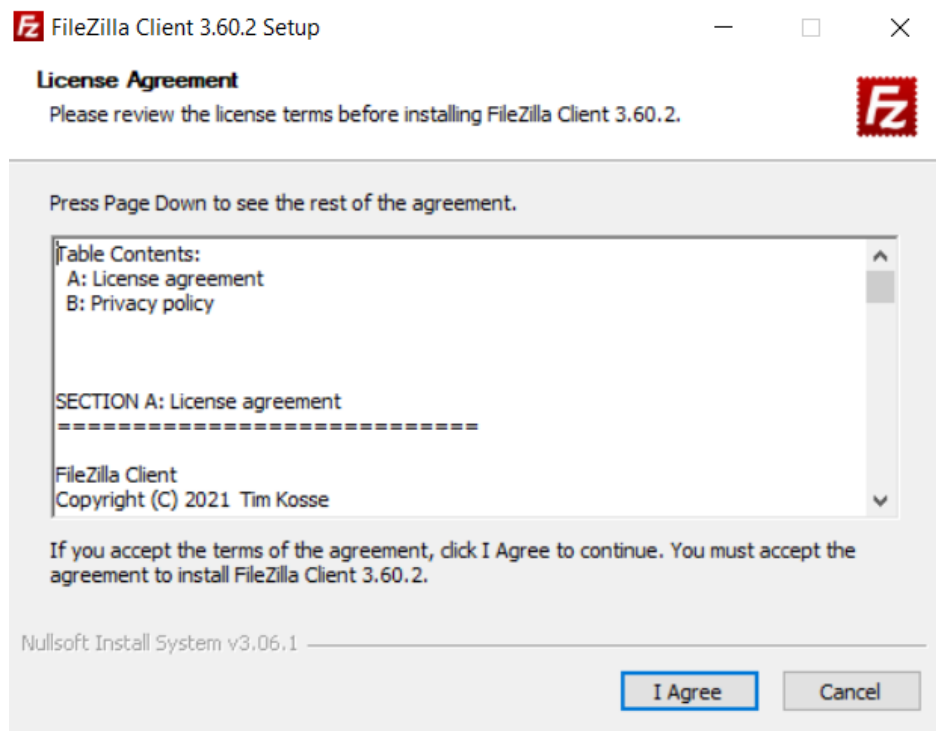 FileZilla Client 3.60.2 Setup
License Agreement
Please review the license terms before installing FileZilla Client 3.60.2.
Press Page Down to see the rest of the agreement.
Table Contents:
A: License agreement
B: Privacy policy
SECTION A: License agreement
============================
FileZilla Client
Copyright (C) 2021 Tim Kosse
If you accept the terms of the agreement, click I Agree to continue. You must accept the
agreement to install FileZilla Client 3.60.2.
Nullsoft Install System v3.06.1
I Agree
Cancel